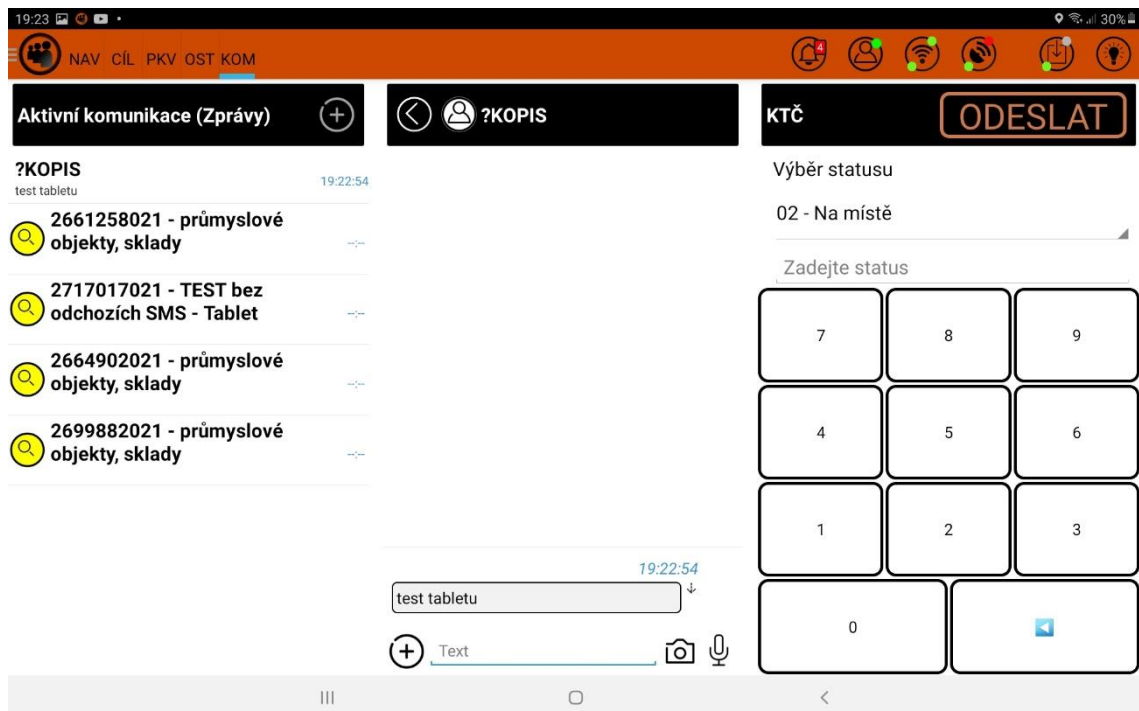 19:23
30%
NAV CÍL PKV OST KOM
4
Aktivní komunikace (Zprávy)
?KOPIS
19:22:54
test tabletu
2661258021 - průmyslové
objekty, sklady
--:--
2717017021 - TEST bez
odchozích SMS - Tablet
--:--
2664902021 - průmyslové
objekty, sklady
--:--
2699882021 - průmyslové
objekty, sklady
--:--
?KOPIS
19:22:54
test tabletu
Text
KTČ
ODESLAT
Výběr statusu
02 - Na místě
Zadejte status
7 8 9
4 5 6
1 2 3
0